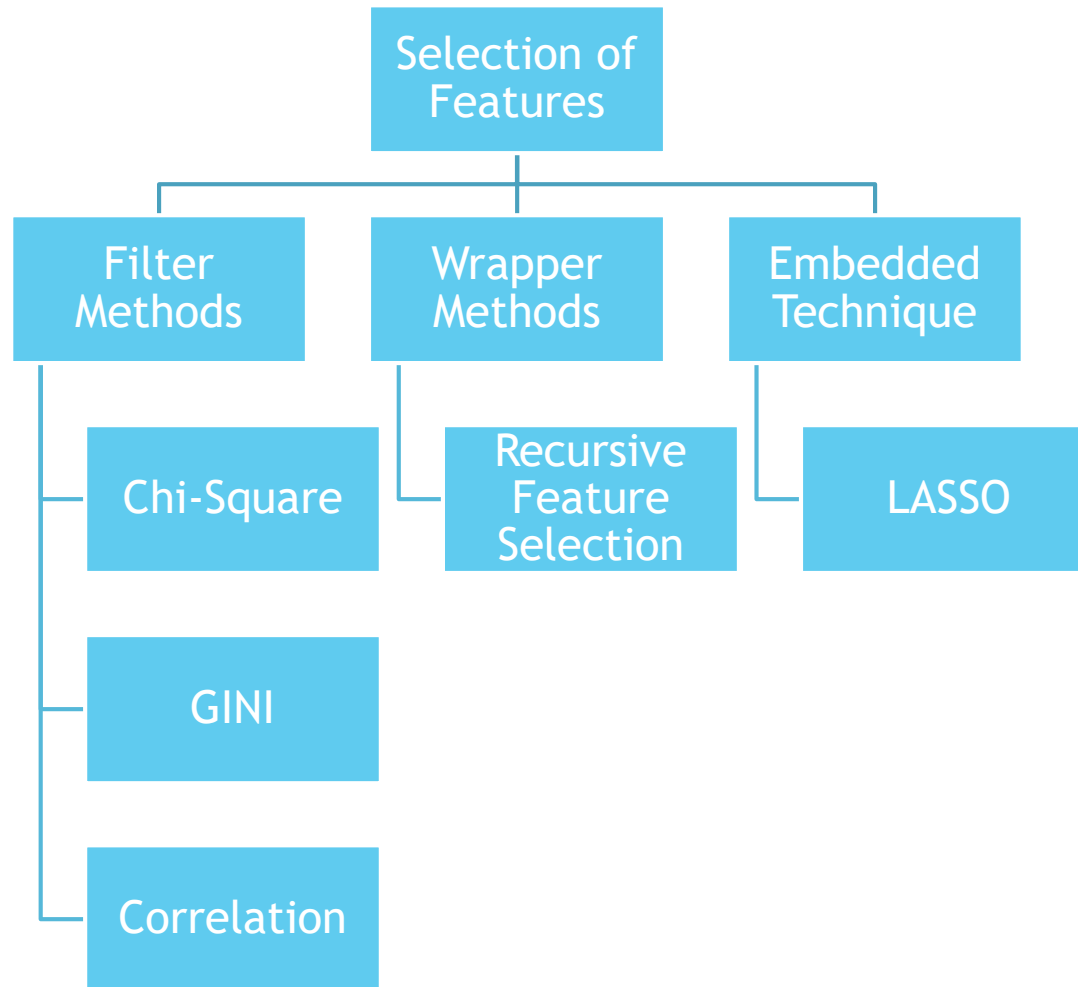 Selection of
Features
Filter
Methods
Wrapper
Methods
Embedded
Technique
Chi-Square
Recursive
Feature
Selection
LASSO
GINI
Correlation